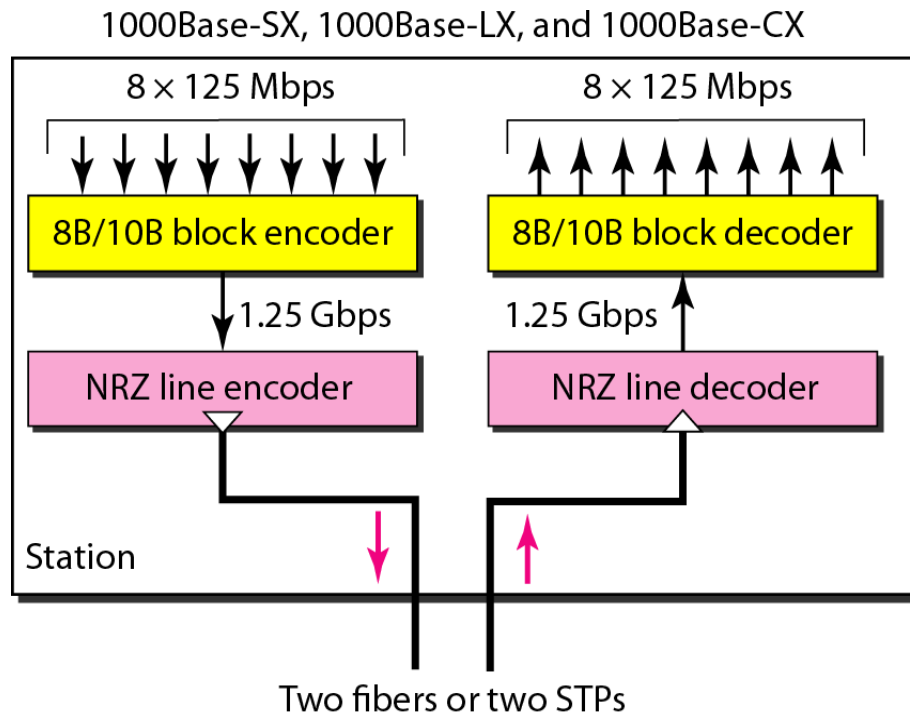 1000Base-SX, 1000Base-LX, and 1000Base-CX
8 × 125 Mbps
8 × 125 Mbps
8B/10B block encoder
8B/10B block decoder
1.25 Gbps
1.25 Gbps
NRZ line encoder
NRZ line decoder
Station
Two fibers or two STPs